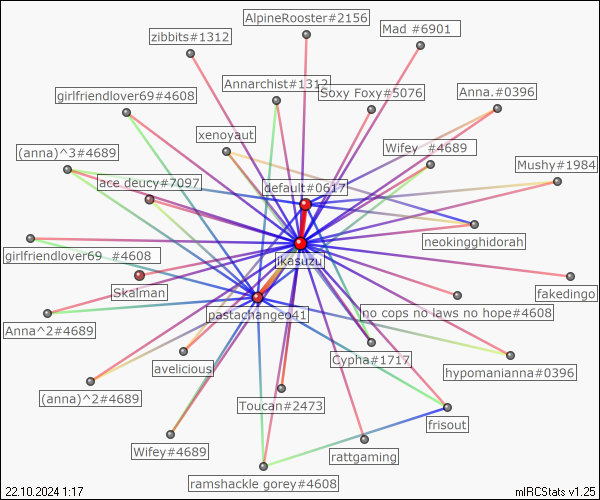 AlpineRooster#2156
Mad #6901
zibbits#1312
Annarchist#1312
Soxy Foxy#5076
Anna.#0396
girlfriendlover69#4608
xenoyaut
Wifey #4689
(anna)^3#4689
Mushy#1984
ace deucy#7097
default#0617
neokingghidorah
girlfriendlover69 #4608
jkasuzu
Skalman
fakedingo
pastachangeo41
no cops no laws no hope#4608
Anna^2#4689
Cypha#1717
avelicious
hypomanianna#0396
(anna)^2#4689
Toucan#2473
frisout
Wifey#4689
rattgaming
ramshackle gorey#4608
22.10.2024 1:17
mIRCStats v1.25